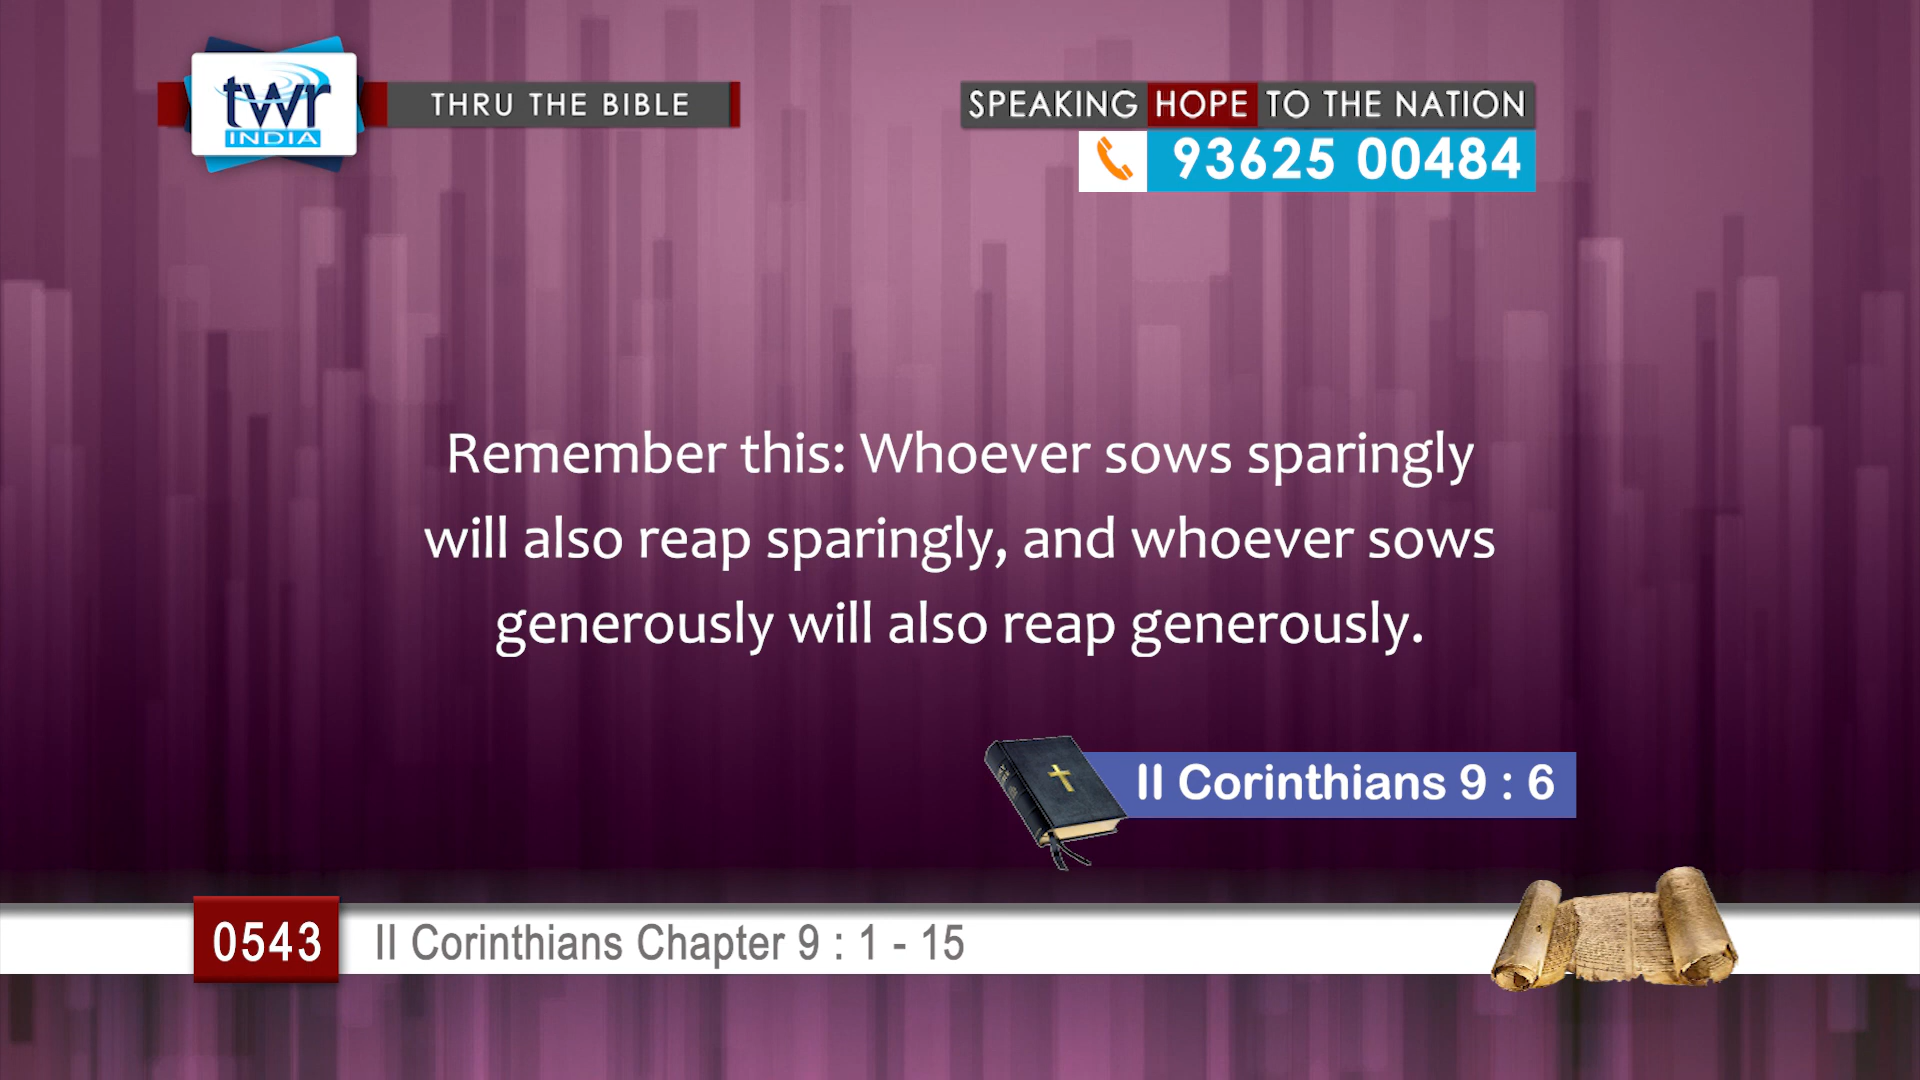 twr
INDIA
THRU THE BIBLE
SPEAKING HOPE TO THE NATION
93625 00484
Remember this: Whoever sows sparingly
will also reap sparingly, and whoever sows
generously will also reap generously.
II Corinthians 9 : 6
0543
II Corinthians Chapter 9 : 1 - 15